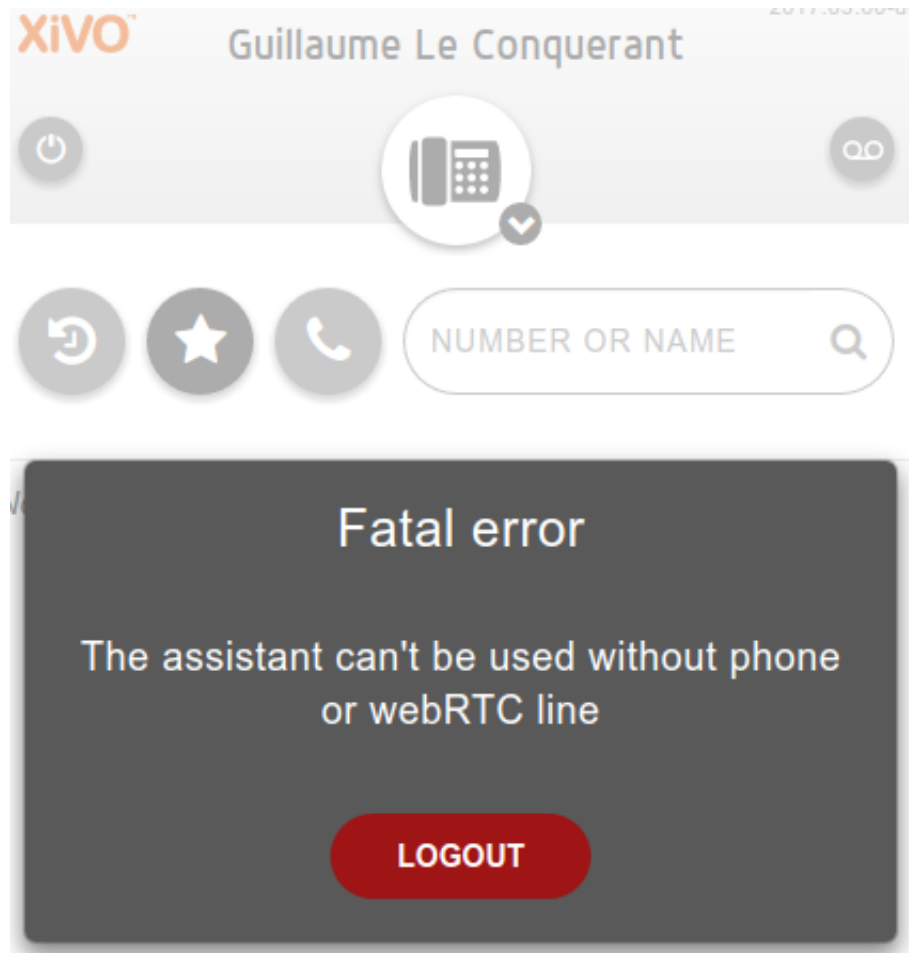 XiVO
Guillaume Le Conquerant
NUMBER OR NAME
Fatal error
The assistant can't be used without phone
or webRTC line
LOGOUT